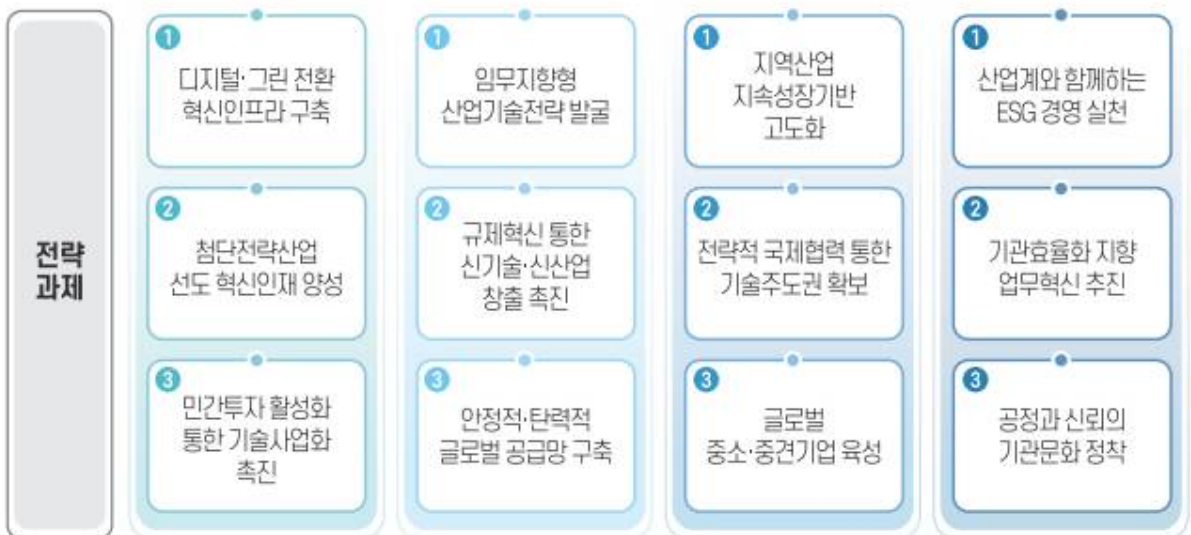 전략
과제
1
디지털·그린 전환
혁신인프라 구축
2
첨단전략산업
선도 혁신인재 양성
3
민간투자 활성화
통한 기술사업화
촉진
1
임무지향형
산업기술전략 발굴
2
규제혁신 통한
신기술·신산업
창출 촉진
3
안정적·탄력적
글로벌 공급망 구축
1
지역산업
지속성장기반
고도화
2
전략적 국제협력 통한
기술주도권 확보
3
글로벌
중소·중견기업 육성
1
산업계와 함께하는
ESG 경영 실천
2
기관효율화 지향
업무혁신 추진
3
공정과 신뢰의
기관문화 정착